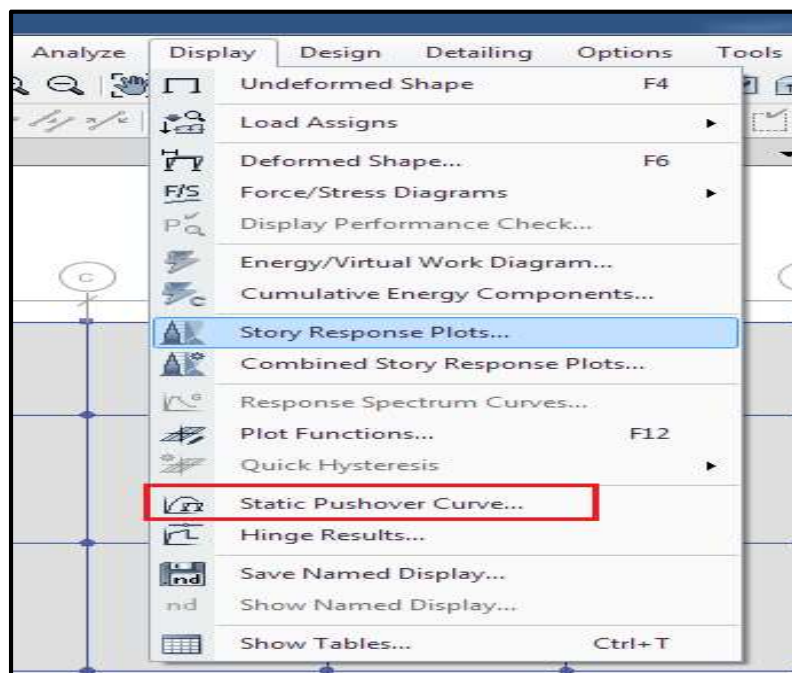 Analyze Display Design Detailing Options Tools
Undeformed Shape F4
Load Assigns
Deformed Shape... F6
F/S Force/Stress Diagrams
Display Performance Check...
Energy/Virtual Work Diagram...
C Cumulative Energy Components...
C
Story Response Plots...
Combined Story Response Plots...
Response Spectrum Curves...
Plot Functions... F12
Quick Hysteresis
Static Pushover Curve...
Hinge Results...
nd Save Named Display...
nd Show Named Display...
Show Tables... Ctrl+T